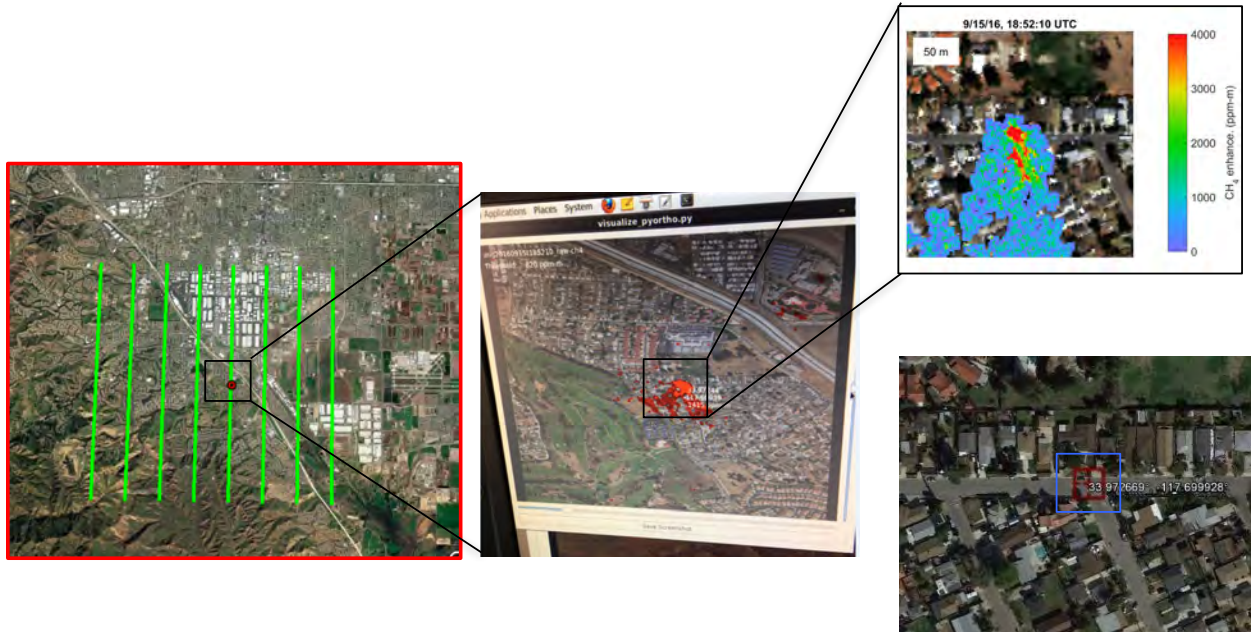 9/15/16, 18:52:10 UTC
50 m
4000
3000
2000
1000
0
CH4 enhance. (ppm-m)
Applications Places System
visualize_pyortho.py
Save Screenshot
33.972669 -117.699928°